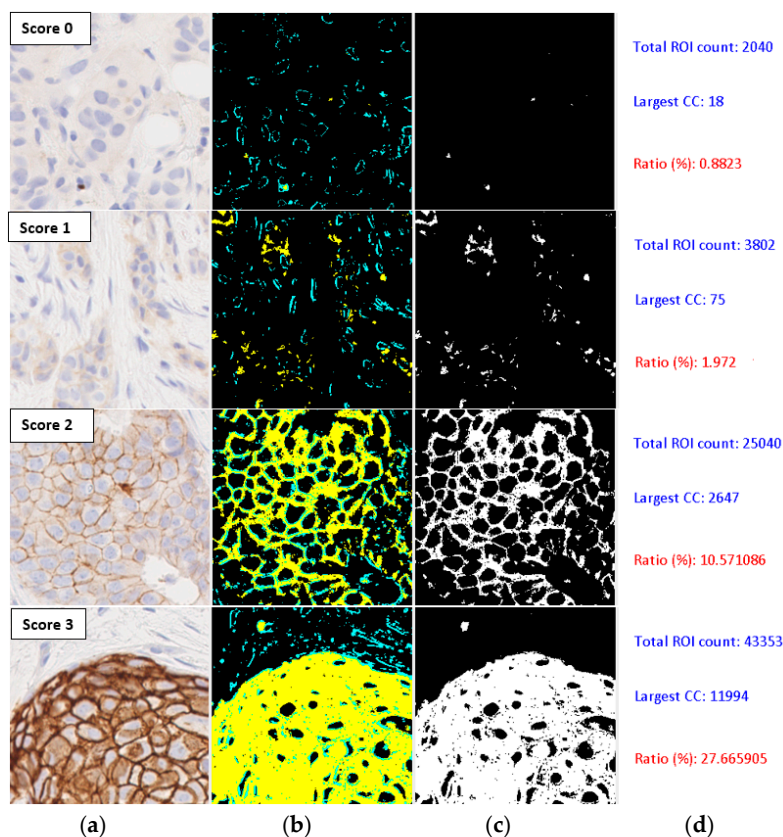 Score 0
Total ROI count: 2040
Largest CC: 18
Ratio (%): 0.8823
Score 1
Total ROI count: 3802
Largest CC: 75
Ratio (%): 1.972
Score 2
Total ROI count: 25040
Largest CC: 2647
Ratio (%): 10.571086
Score 3
Total ROI count: 43353
Largest CC: 11994
Ratio (%): 27.665905
(a) (b) (c) (d)